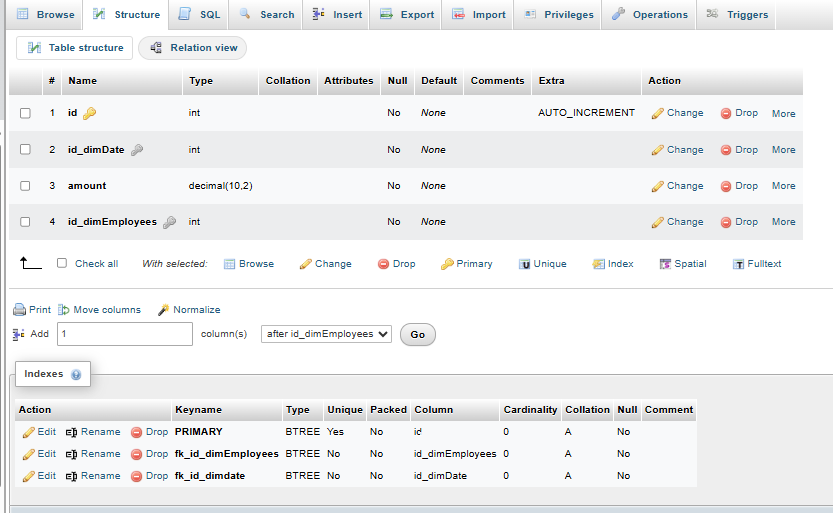 Browse Structure SQL Search Insert Export Import Privileges Operations Triggers
Table structure Relation view
# Name Type Collation Attributes Null Default Comments Extra Action
1 id int No None AUTO_INCREMENT Change Drop More
2 id_dimDate int No None Change Drop More
3 amount decimal(10,2) No None Change Drop More
4 id_dimEmployees int No None Change Drop More
Check all With selected: Browse Change Drop Primary Unique Index Spatial Fulltext
Print Move columns Normalize
Add 1 column(s) after id_dimEmployees Go
Indexes
Action Keyname Type Unique Packed Column Cardinality Collation Null Comment
Edit Rename Drop PRIMARY BTREE Yes No id 0 A No
Edit Rename Drop fk_id_dimEmployees BTREE No No id_dimEmployees 0 A No
Edit Rename Drop fk_id_dimdate BTREE No No id_dimDate 0 A No